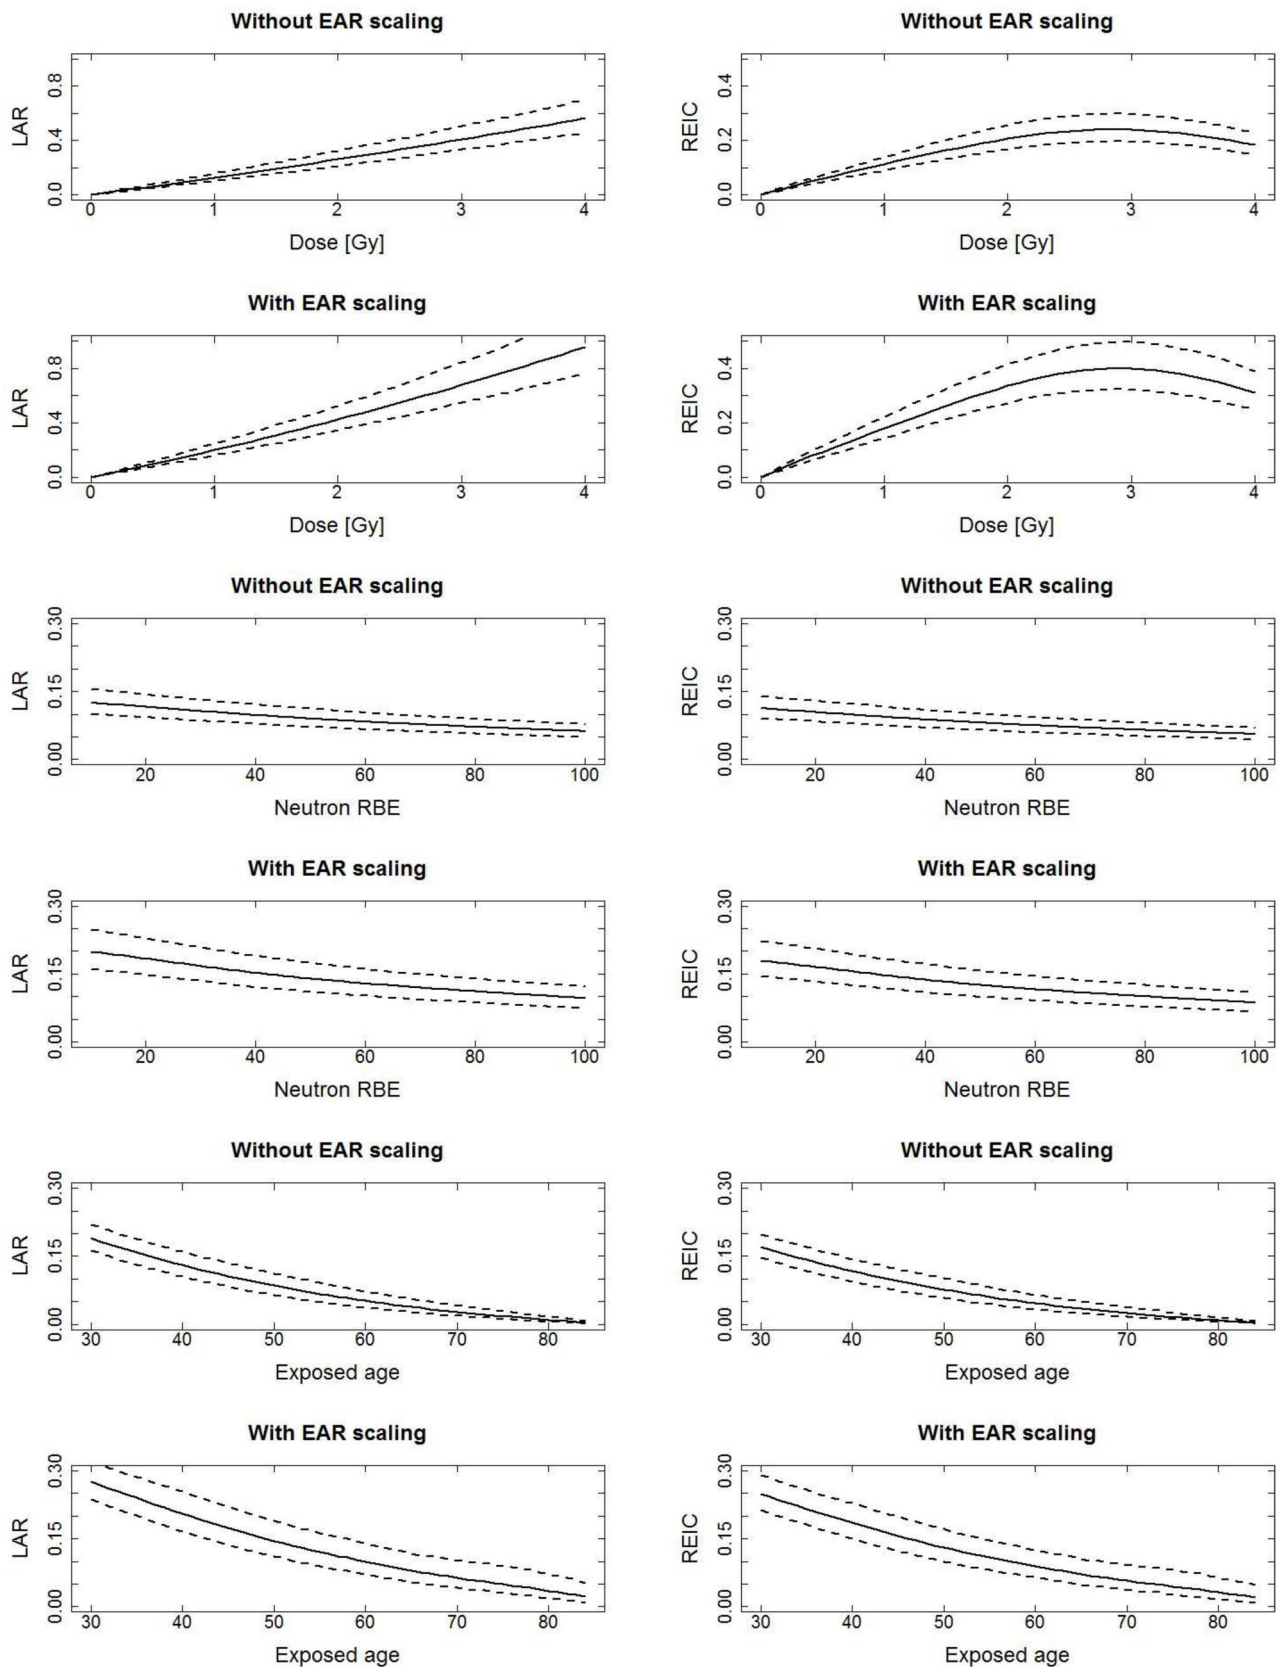 Without EAR scaling
Without EAR scaling
LAR
0.0 0.4 0.8
0 1 2 3 4
Dose [Gy]
REIC
0.0 0.2 0.4
0 1 2 3 4
Dose [Gy]
With EAR scaling
With EAR scaling
LAR
0.0 0.4 0.8
0 1 2 3 4
Dose [Gy]
REIC
0.0 0.2 0.4
0 1 2 3 4
Dose [Gy]
Without EAR scaling
Without EAR scaling
LAR
0.00 0.15 0.30
20 40 60 80 100
Neutron RBE
REIC
0.00 0.15 0.30
20 40 60 80 100
Neutron RBE
With EAR scaling
With EAR scaling
LAR
0.00 0.15 0.30
20 40 60 80 100
Neutron RBE
REIC
0.00 0.15 0.30
20 40 60 80 100
Neutron RBE
Without EAR scaling
Without EAR scaling
LAR
0.00 0.15 0.30
30 40 50 60 70 80
Exposed age
REIC
0.00 0.15 0.30
30 40 50 60 70 80
Exposed age
With EAR scaling
With EAR scaling
LAR
0.00 0.15 0.30
30 40 50 60 70 80
Exposed age
REIC
0.00 0.15 0.30
30 40 50 60 70 80
Exposed age